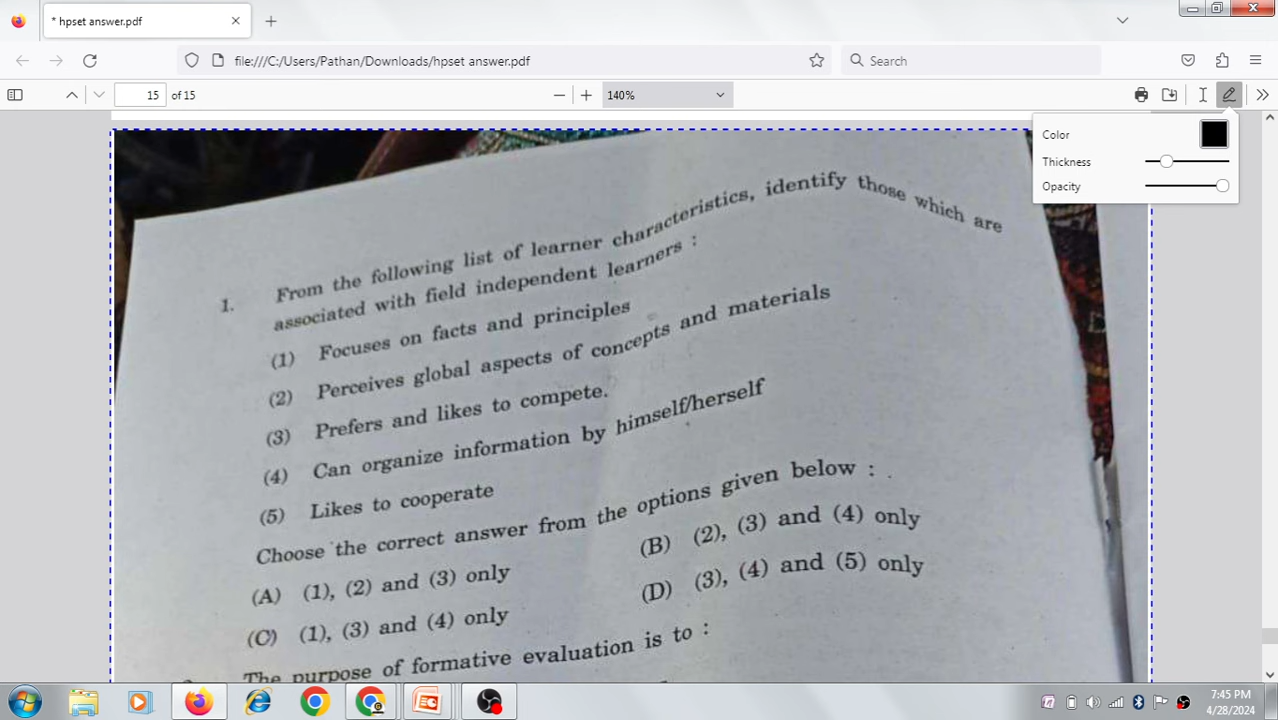 * hpset answer.pdf
file:///C:/Users/Pathan/Downloads/hpset answer.pdf
Search
15 of 15
140%
Color
Thickness
Opacity
1. From the following list of learner characteristics, identify those which are
associated with field independent learners :
(1) Focuses on facts and principles
(2) Perceives global aspects of concepts and materials
(3) Prefers and likes to compete.
(4) Can organize information by himself/herself
(5) Likes to cooperate
Choose the correct answer from the options given below :
(A) (1), (2) and (3) only
(B) (2), (3) and (4) only
(C) (1), (3) and (4) only
(D) (3), (4) and (5) only
The purpose of formative evaluation is to :
7:45 PM
4/28/2024